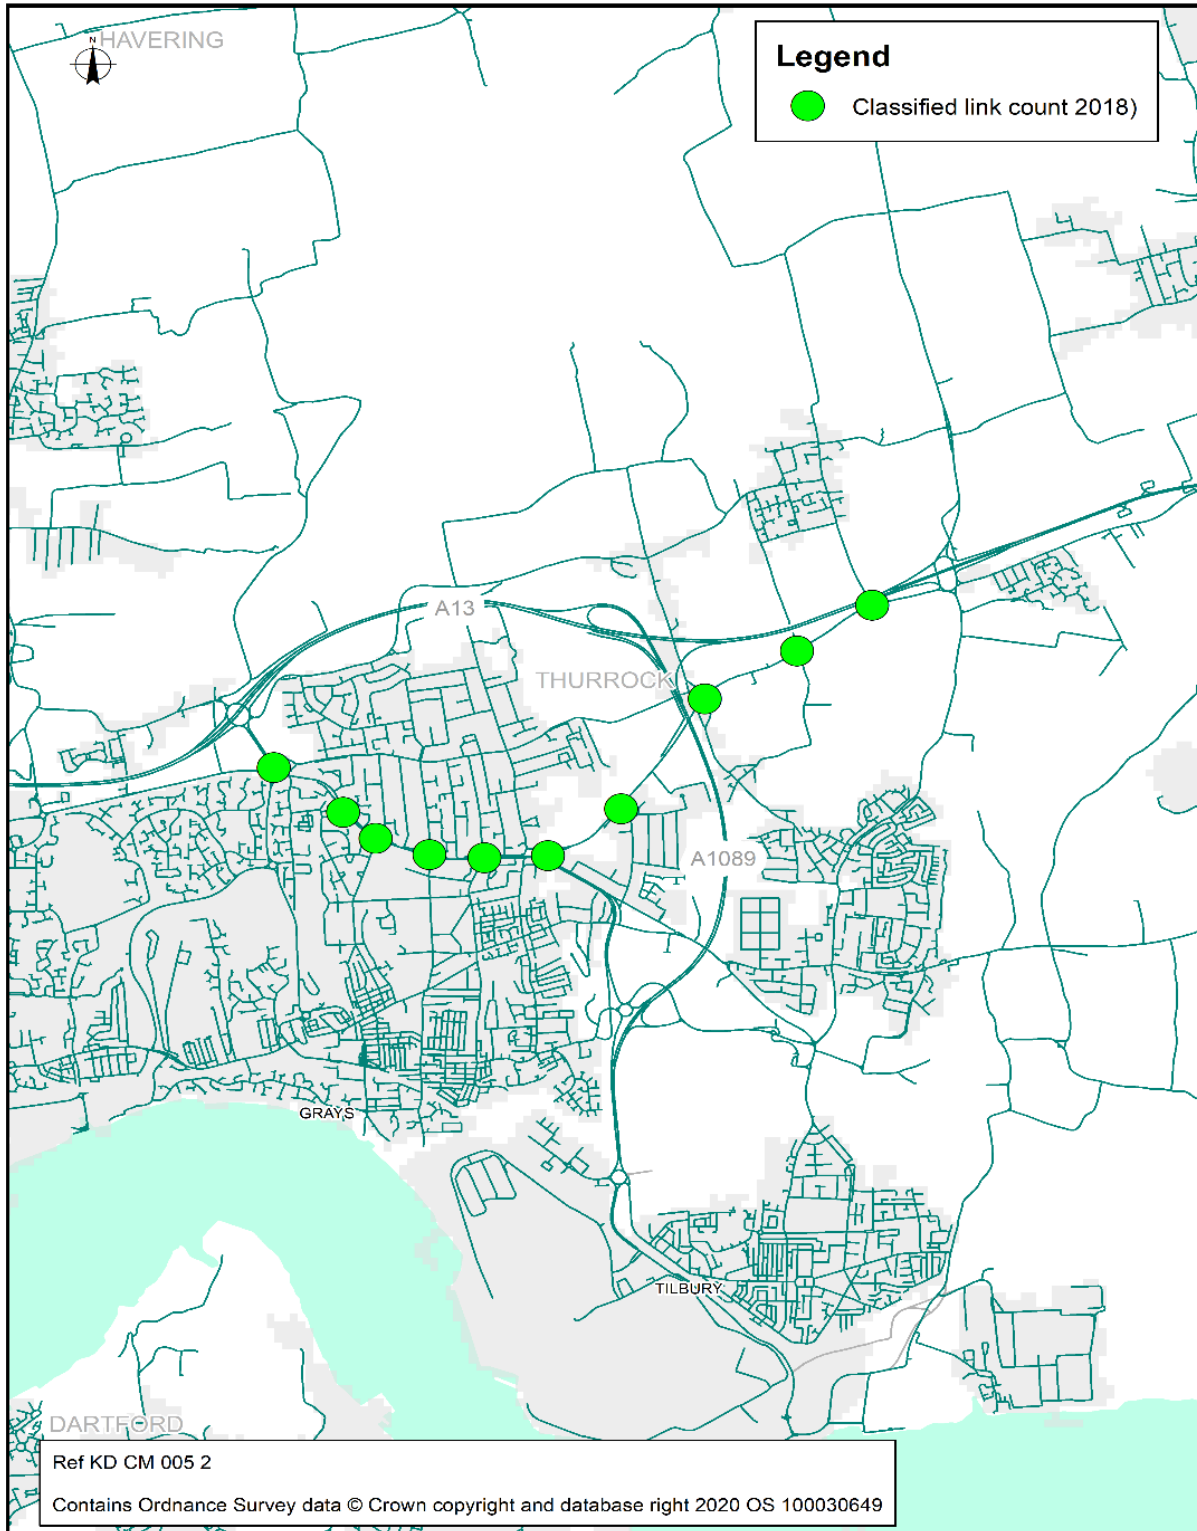 N
HAVERING
Legend
Classified link count 2018)
A13
THURROCK
A1089
GRAYS
TILBURY
DARTFORD
Ref KD CM 005 2
Contains Ordnance Survey data © Crown copyright and database right 2020 OS 100030649